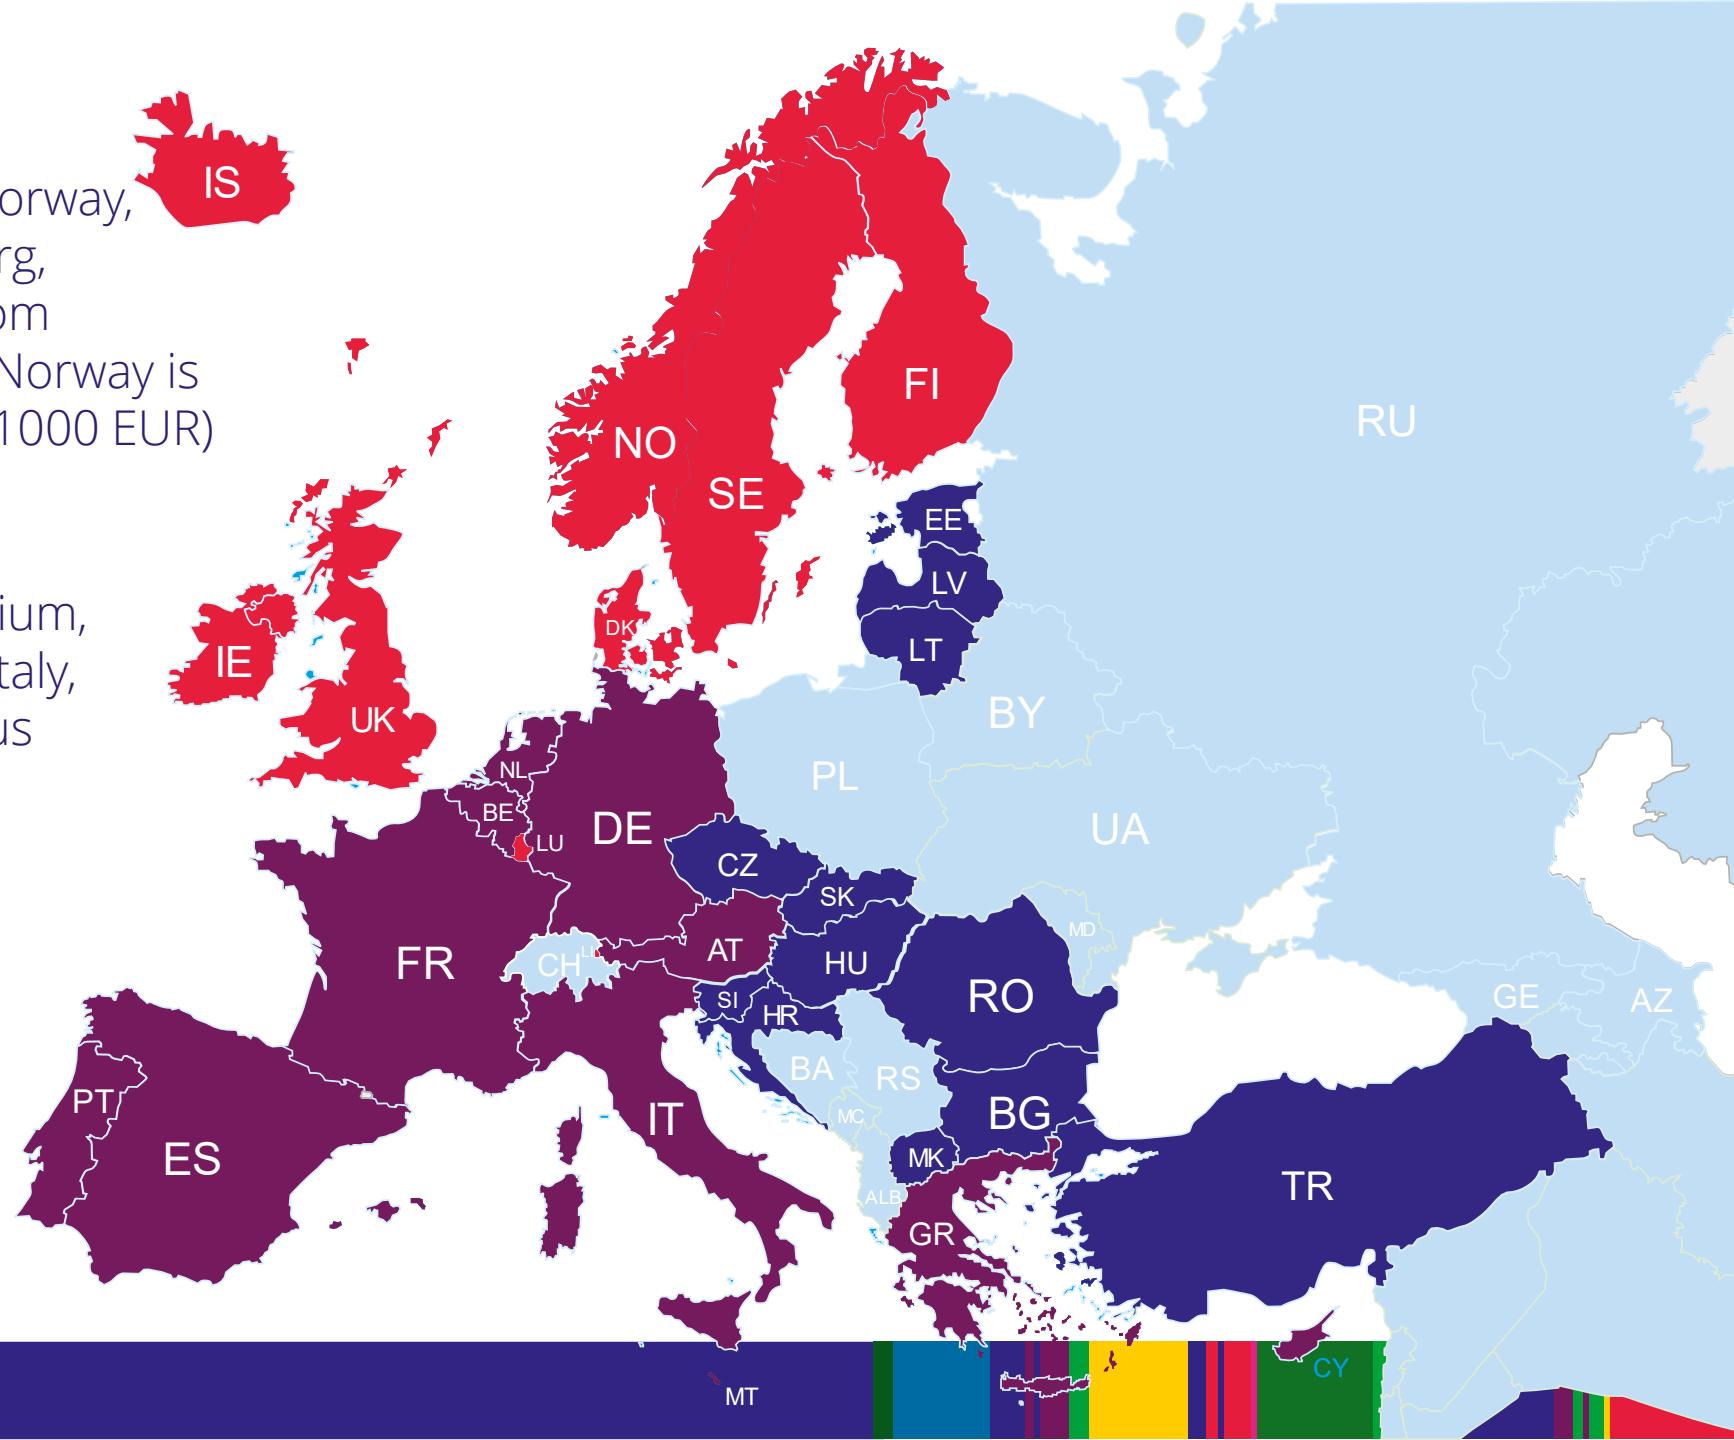 orway,
rg,
om
Norway is
1000 EUR)
ium,
taly,
us
IS
NO
SE
FI
RU
EE
LV
LT
DK
IE
UK
BY
PL
UA
NL
BE
LU
DE
CZ
SK
FR
CH
LI
AT
HU
MD
RO
SI
HR
BA
RS
GE
AZ
PT
ES
IT
MC
BG
MK
ALB
GR
TR
MT
CY